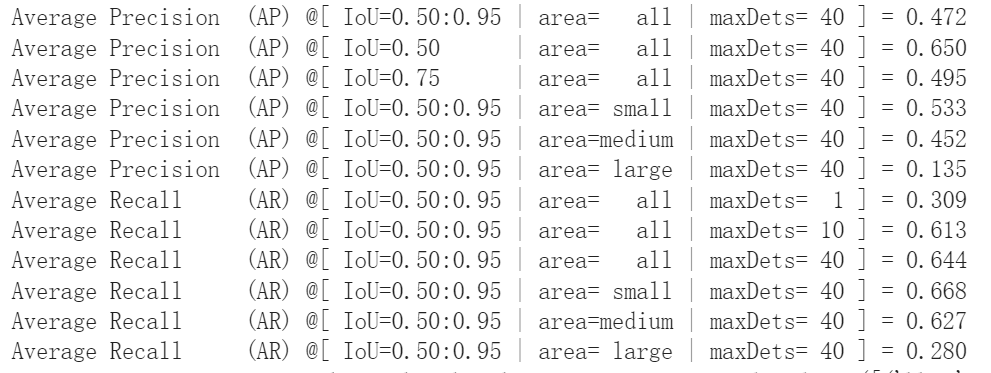 Average Precision  (AP) @[ IoU=0.50:0.95 | area=   all | maxDets= 40 ] = 0.472
Average Precision  (AP) @[ IoU=0.50      | area=   all | maxDets= 40 ] = 0.650
Average Precision  (AP) @[ IoU=0.75      | area=   all | maxDets= 40 ] = 0.495
Average Precision  (AP) @[ IoU=0.50:0.95 | area= small | maxDets= 40 ] = 0.533
Average Precision  (AP) @[ IoU=0.50:0.95 | area=medium | maxDets= 40 ] = 0.452
Average Precision  (AP) @[ IoU=0.50:0.95 | area= large | maxDets= 40 ] = 0.135
Average Recall     (AR) @[ IoU=0.50:0.95 | area=   all | maxDets=  1 ] = 0.309
Average Recall     (AR) @[ IoU=0.50:0.95 | area=   all | maxDets= 10 ] = 0.613
Average Recall     (AR) @[ IoU=0.50:0.95 | area=   all | maxDets= 40 ] = 0.644
Average Recall     (AR) @[ IoU=0.50:0.95 | area= small | maxDets= 40 ] = 0.668
Average Recall     (AR) @[ IoU=0.50:0.95 | area=medium | maxDets= 40 ] = 0.627
Average Recall     (AR) @[ IoU=0.50:0.95 | area= large | maxDets= 40 ] = 0.280